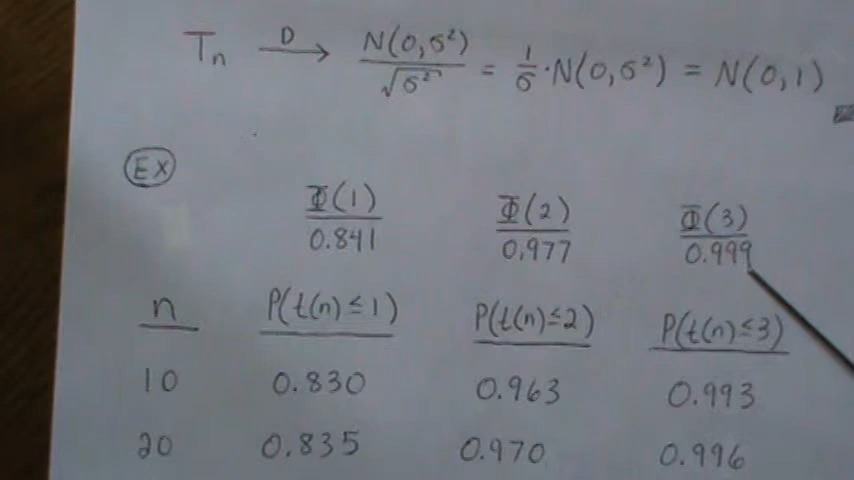 Tn D→ N(0,σ²)/√σ² = 1/σ · N(0,σ²) = N(0,1)
EX
Φ(1) Φ(2) Φ(3)
0.841 0.977 0.999
n P(t(n)≤1) P(t(n)≤2) P(t(n)≤3)
10 0.830 0.963 0.993
20 0.835 0.970 0.996